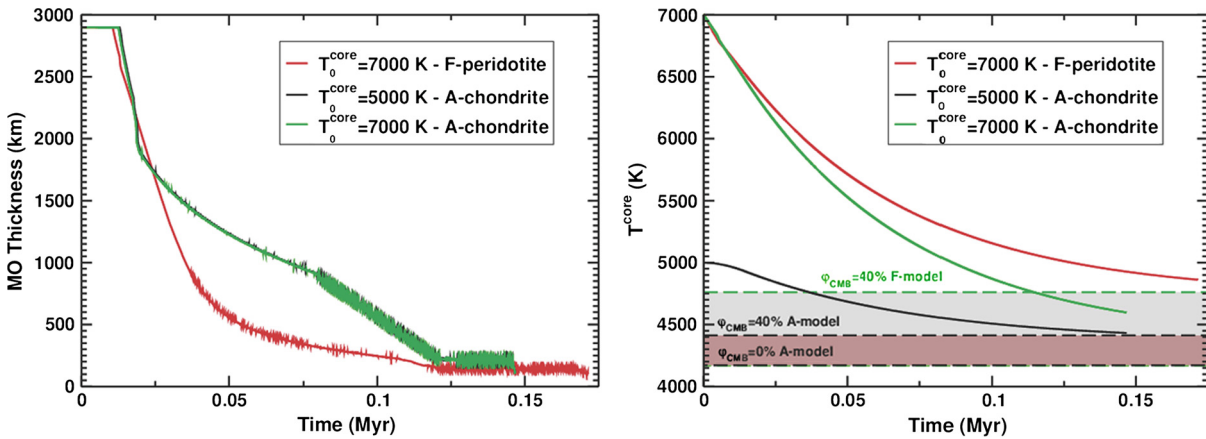 3000
2500
2000
1500
1000
500
0
MO Thickness (km)
T₀ᶜᵒʳᵉ=7000 K - F-peridotite
T₀ᶜᵒʳᵉ=5000 K - A-chondrite
T₀ᶜᵒʳᵉ=7000 K - A-chondrite
0
0.05
0.1
0.15
Time (Myr)
7000
6500
6000
5500
5000
4500
4000
Tᶜᵒʳᵉ (K)
T₀ᶜᵒʳᵉ=7000 K - F-peridotite
T₀ᶜᵒʳᵉ=5000 K - A-chondrite
T₀ᶜᵒʳᵉ=7000 K - A-chondrite
φCMB=40% F-model
φCMB=40% A-model
φCMB=0% A-model
0
0.05
0.1
0.15
Time (Myr)